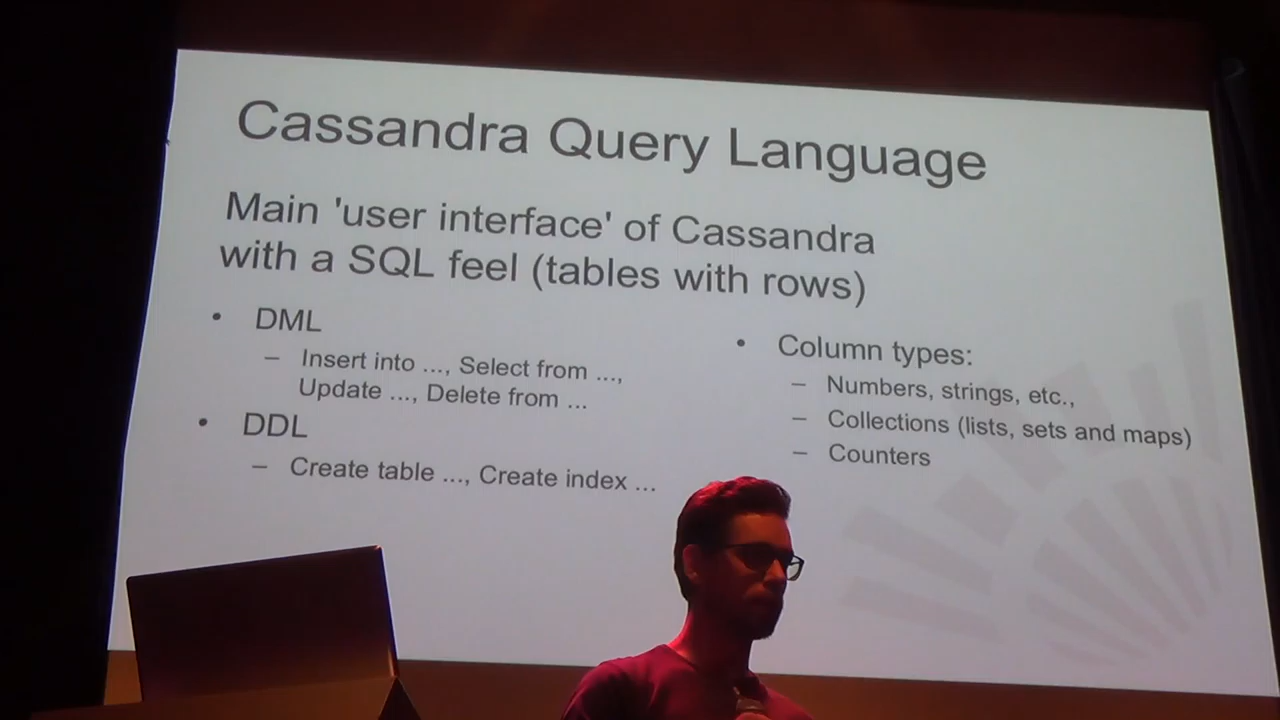 Cassandra Query Language
Main 'user interface' of Cassandra
with a SQL feel (tables with rows)
• DML
– Insert into ..., Select from ...,
Update ..., Delete from ...
• DDL
– Create table ..., Create index ...
• Column types:
– Numbers, strings, etc.,
– Collections (lists, sets and maps)
– Counters